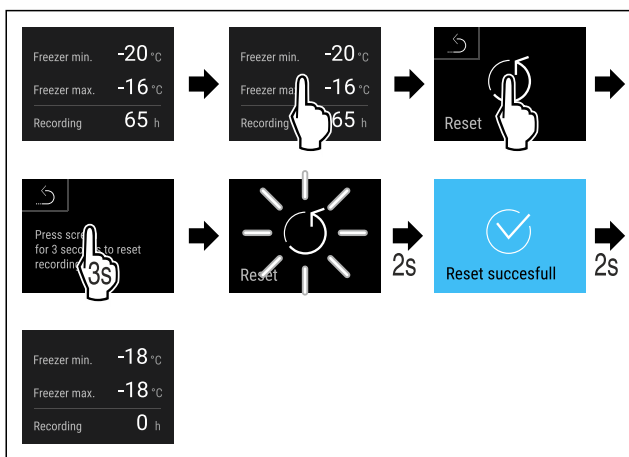 Freezer min. -20 °C
Freezer max. -16 °C
Recording 65 h
Freezer min. -20 °C
Freezer ma -16 °C
Recording 65 h
Reset
Press scre
for 3 sec s to reset
recordin
3s
Reset
2s
Reset succesfull
2s
Freezer min. -18 °C
Freezer max. -18 °C
Recording 0 h